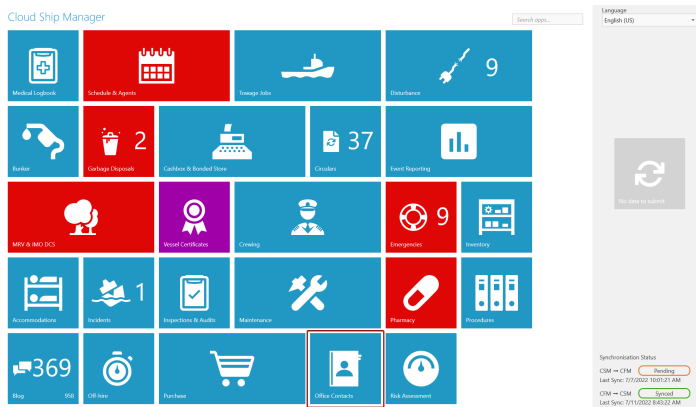 Cloud Ship Manager
Search apps...
Language
English (US)
Medical Logbook
Schedule & Agents
Towage Jobs
9
Disturbance
Bunker
2
Garbage Disposals
Cashbox & Bonded Store
37
Circulars
Event Reporting
No data to submit
MRV & IMO DCS
Vessel Certificates
Crewing
9
Emergencies
Inventory
Accommodations
1
Incidents
Inspections & Audits
Maintenance
Pharmacy
Procedures
369
Blog 958
Off-hire
Purchase
Office Contacts
Risk Assessment
Synchronisation Status
CSM → CFM Pending
Last Sync: 7/7/2022 10:01:21 AM
CFM → CSM Synced
Last Sync: 7/11/2022 8:43:22 AM